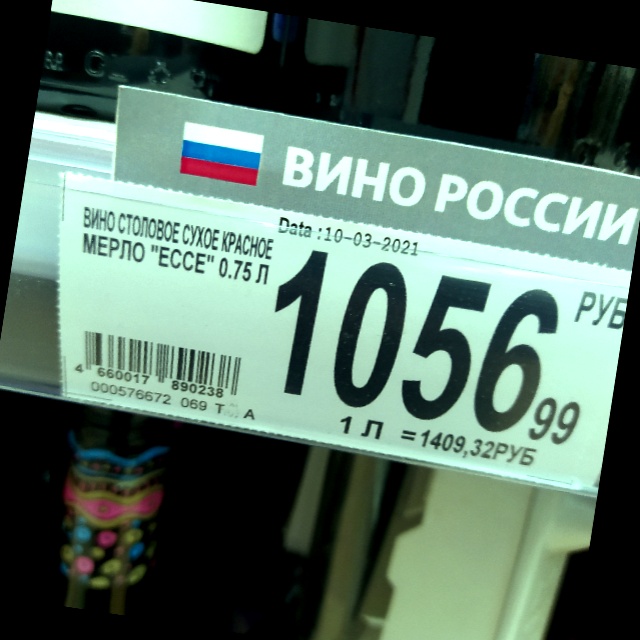 ВИНО РОССИИ
ВИНО СТОЛОВОЕ СУХОЕ КРАСНОЕ
МЕРЛО "ЕССЕ" 0.75 Л
Data :10-03-2021
1056 99 РУБ
4 660017 890238
000576672 069 Т А
1 Л =1409,32РУБ